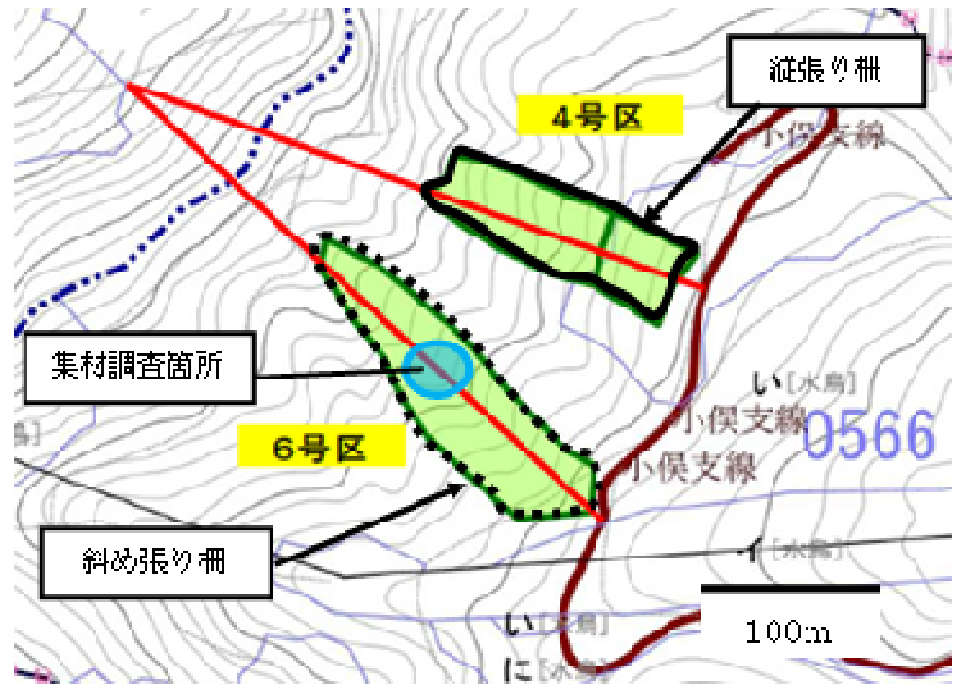 縦張り柵
4号区
小俣支線
集材調査箇所
い[水鳥]
小俣支線
0566
6号区
小俣支線
斜め張り柵
イ[水鳥]
い[水鳥]
100m
に[水鳥]